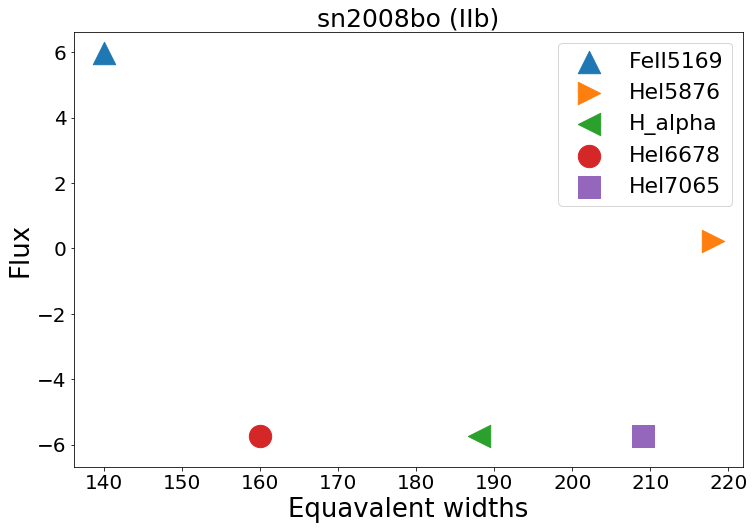 sn2008bo (IIb)
FeII5169
HeI5876
H_alpha
HeI6678
HeI7065
Flux
6
4
2
0
−2
−4
−6
140 150 160 170 180 190 200 210 220
Equavalent widths